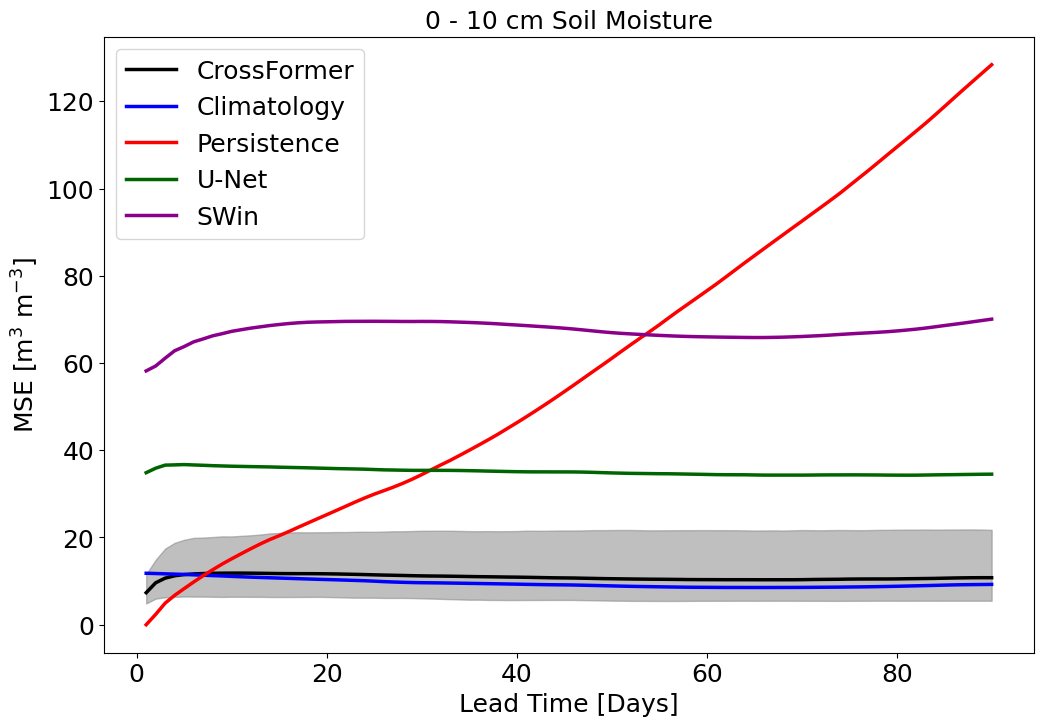 0 - 10 cm Soil Moisture
CrossFormer
Climatology
Persistence
U-Net
SWin
MSE [m³ m⁻³]
120
100
80
60
40
20
0
0 20 40 60 80
Lead Time [Days]